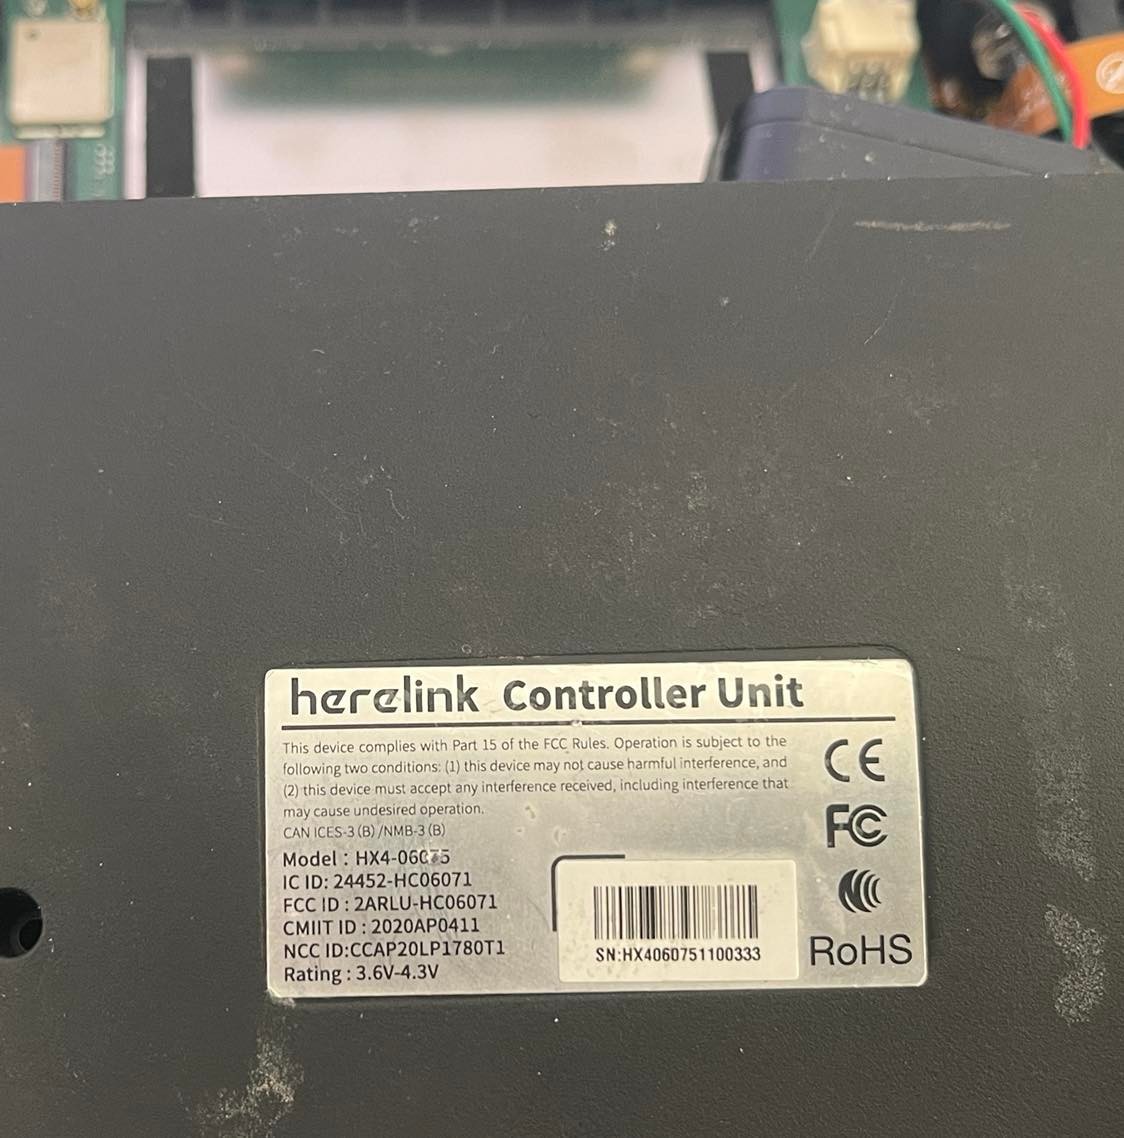 herelink Controller Unit
This device complies with Part 15 of the FCC Rules. Operation is subject to the
following two conditions: (1) this device may not cause harmful interference, and
(2) this device must accept any interference received, including interference that
may cause undesired operation.
CAN ICES-3 (B) /NMB-3 (B)
Model : HX4-06075
IC ID: 24452-HC06071
FCC ID : 2ARLU-HC06071
CMIIT ID : 2020AP0411
NCC ID:CCAP20LP1780T1
Rating : 3.6V-4.3V
SN:HX4060751100333
CE
FC
RoHS